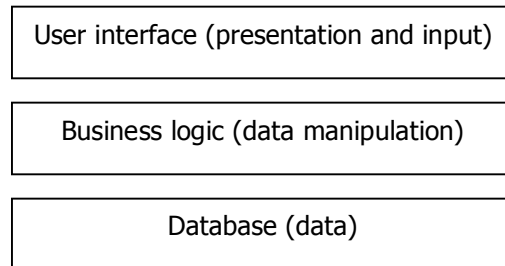 User interface (presentation and input)
Business logic (data manipulation)
Database (data)